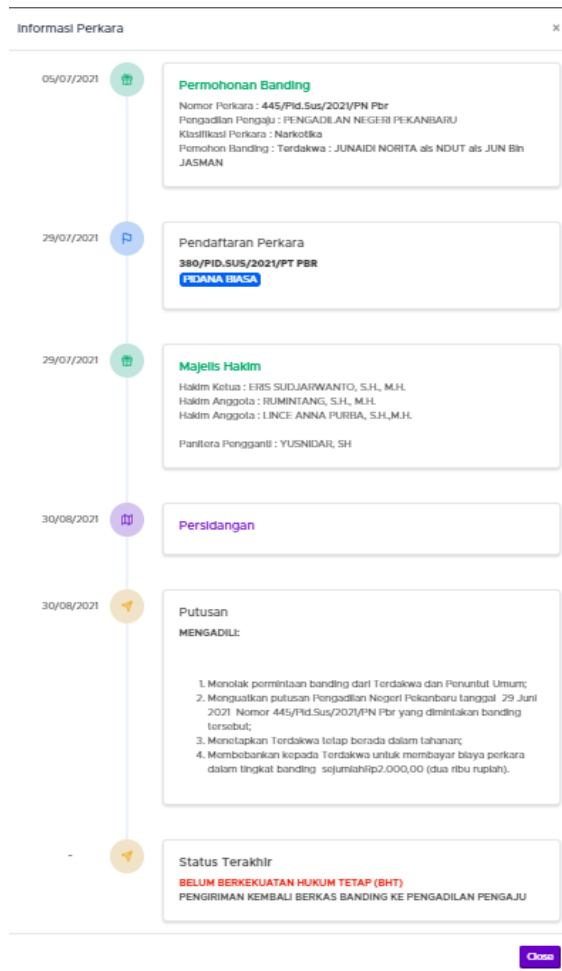 Informasi Perkara
×
05/07/2021
Permohonan Banding
Nomor Perkara : 445/Pid.Sus/2021/PN Pbr
Pengadilan Pengaju : PENGADILAN NEGERI PEKANBARU
Klasifikasi Perkara : Narkotika
Pemohon Banding : Terdakwa : JUNAIDI NORITA als NDUT als JUN Bin
JASMAN
29/07/2021
Pendaftaran Perkara
380/PID.SUS/2021/PT PBR
PIDANA BIASA
29/07/2021
Majelis Hakim
Hakim Ketua : ERIS SUDJARWANTO, S.H., M.H.
Hakim Anggota : RUMINTANG, S.H., M.H.
Hakim Anggota : LINCE ANNA PURBA, S.H.,M.H.
Panitera Pengganti : YUSNIDAR, SH
30/08/2021
Persidangan
30/08/2021
Putusan
MENGADILI:
1. Menolak permintaan banding dari Terdakwa dan Penuntut Umum;
2. Menguatkan putusan Pengadilan Negeri Pekanbaru tanggal 29 Juni
2021 Nomor 445/Pid.Sus/2021/PN Pbr yang dimintakan banding
tersebut;
3. Menetapkan Terdakwa tetap berada dalam tahanan;
4. Membebankan kepada Terdakwa untuk membayar biaya perkara
dalam tingkat banding sejumlahRp2.000,00 (dua ribu rupiah).
-
Status Terakhir
BELUM BERKEKUATAN HUKUM TETAP (BHT)
PENGIRIMAN KEMBALI BERKAS BANDING KE PENGADILAN PENGAJU
Close